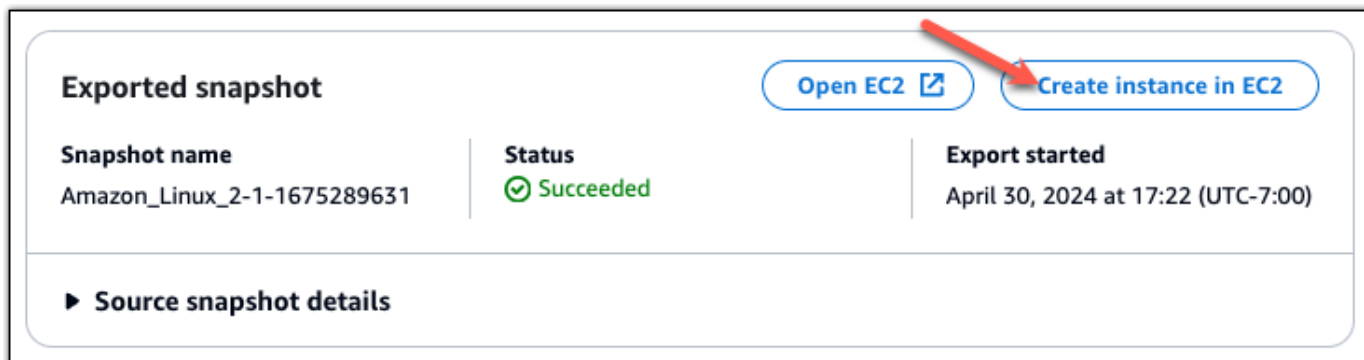 Exported snapshot
Open EC2
Create instance in EC2
Snapshot name
Amazon_Linux_2-1-1675289631
Status
Succeeded
Export started
April 30, 2024 at 17:22 (UTC-7:00)
Source snapshot details